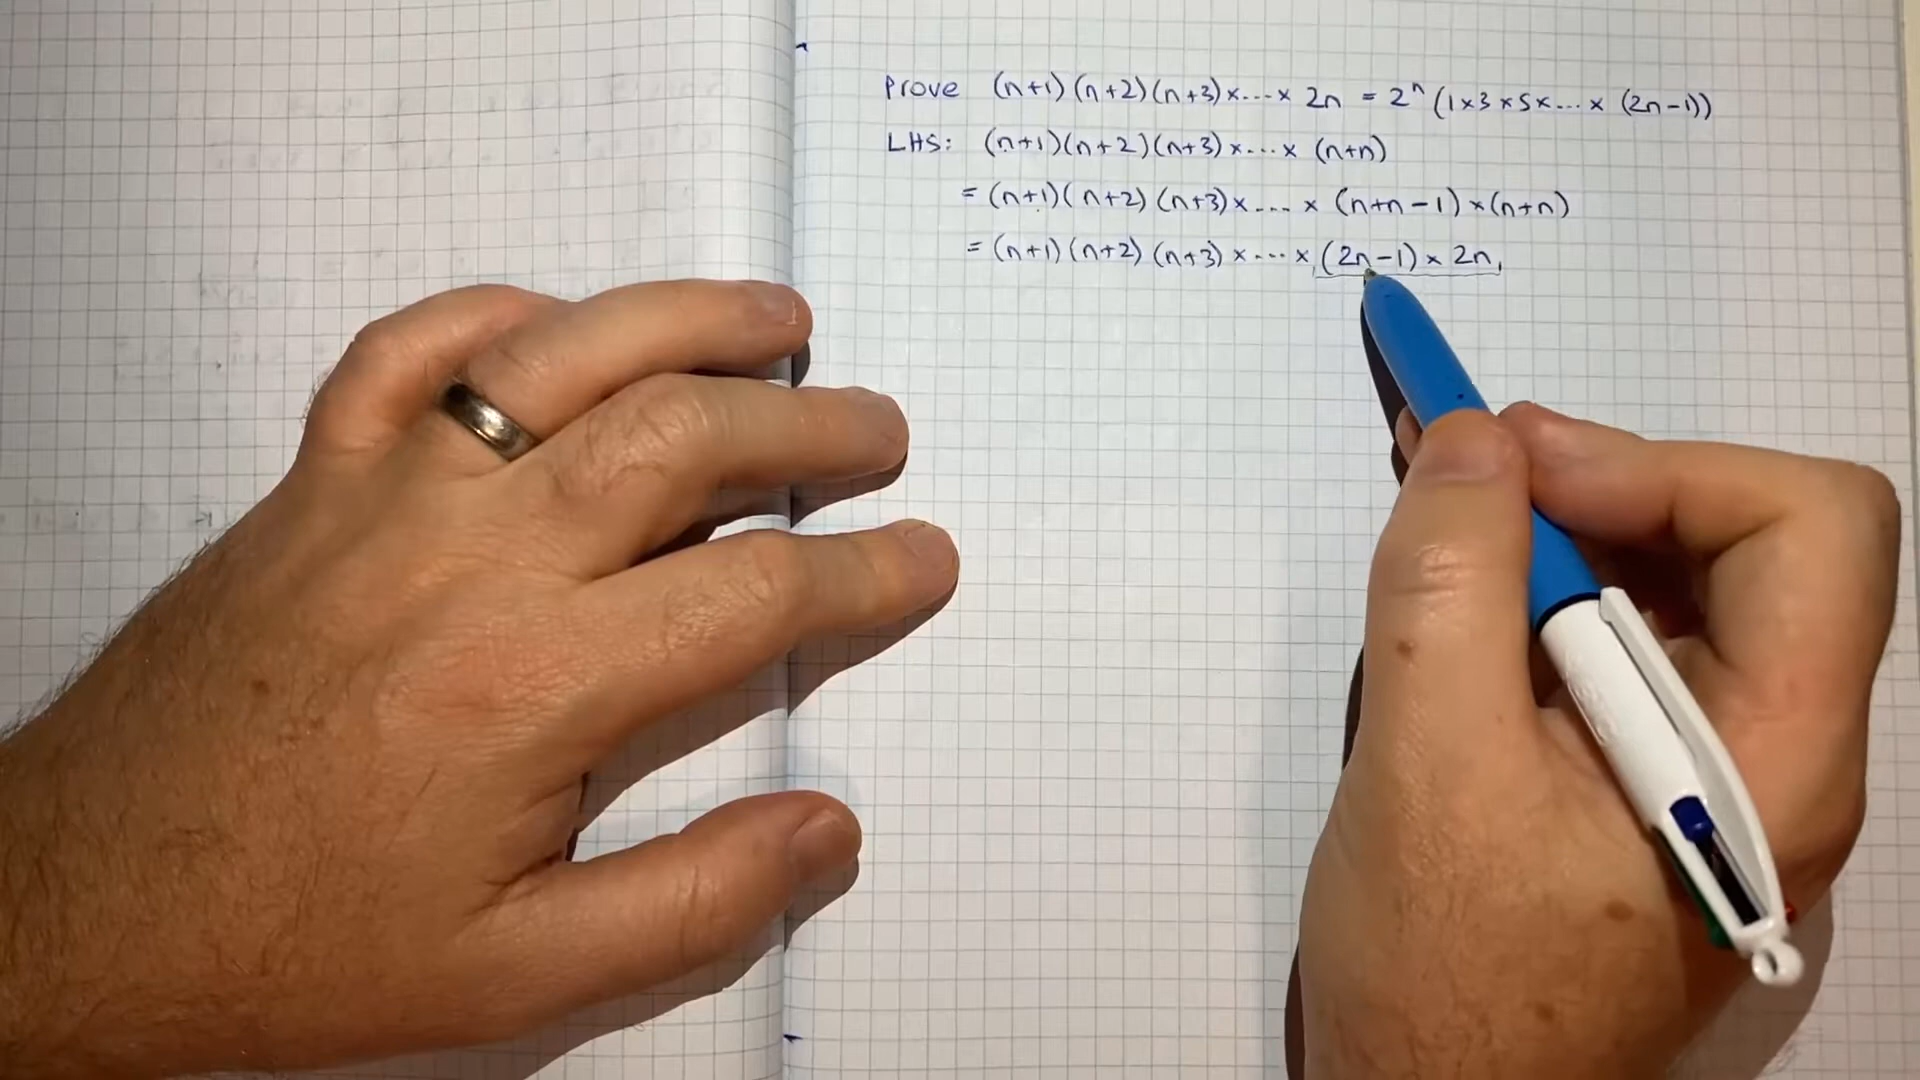 Prove (n+1)(n+2)(n+3)×....× 2n = 2ⁿ (1×3×5×...× (2n-1))
LHS: (n+1)(n+2)(n+3)×....× (n+n)
= (n+1)(n+2)(n+3)×....× (n+n-1)×(n+n)
= (n+1)(n+2)(n+3)×....×(2n-1)× 2n